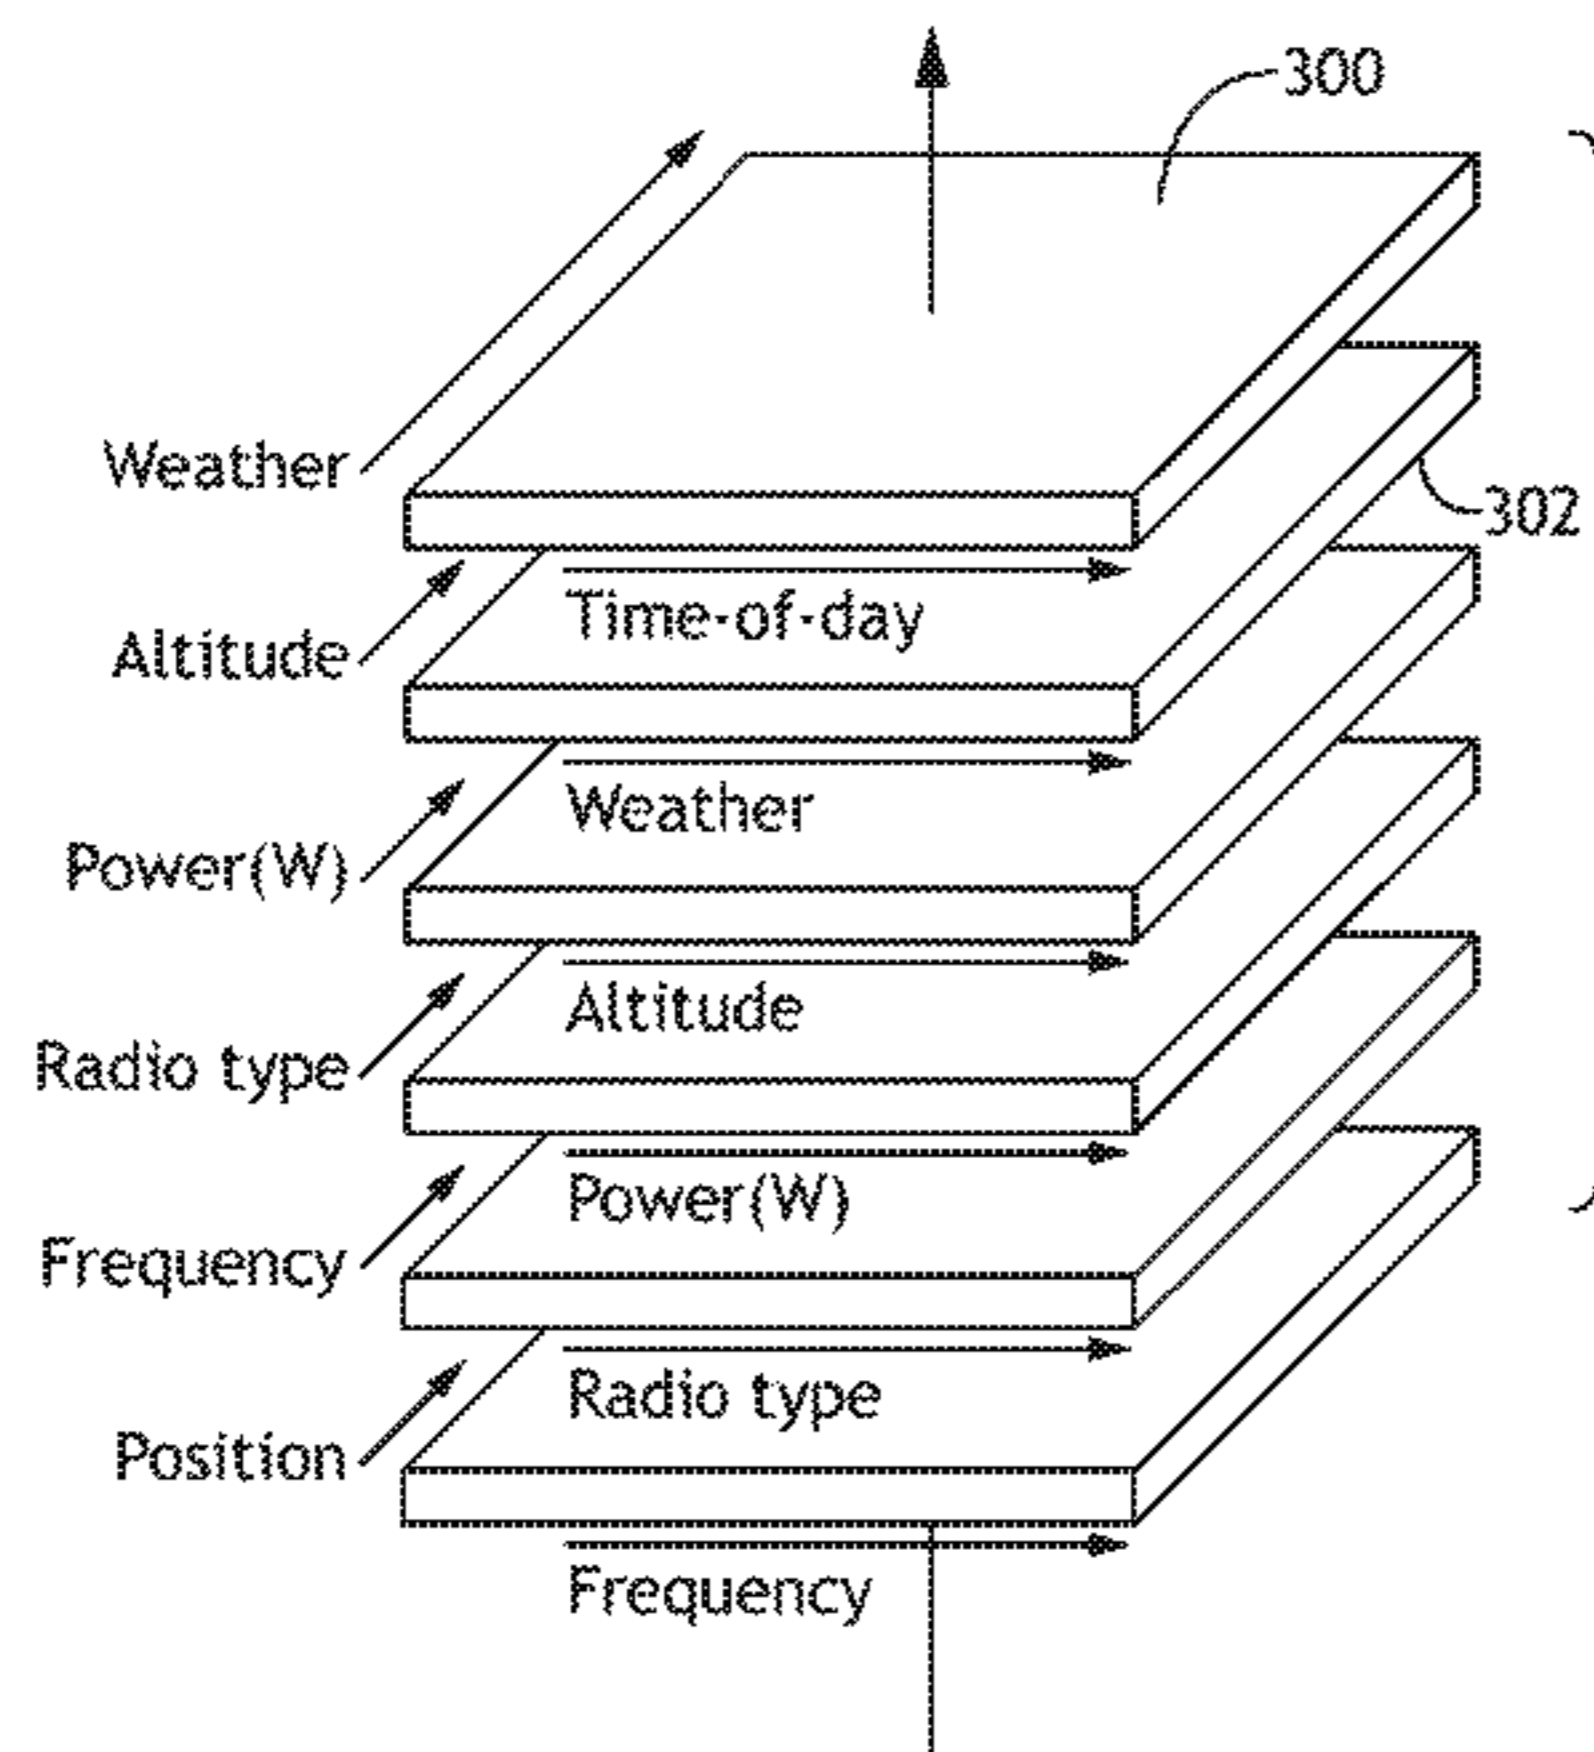 300
Weather
302
Time-of-day
Altitude
Weather
Power(W)
Altitude
Radio type
Power(W)
Frequency
Radio type
Position
Frequency